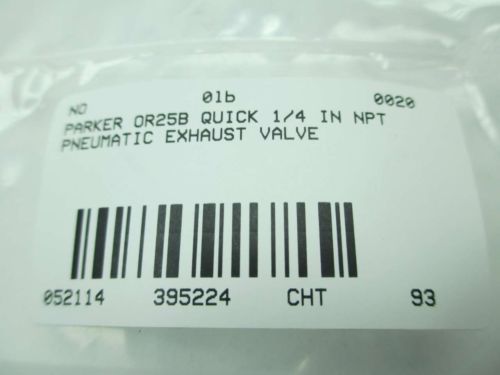 NO 01b 0020
PARKER OR25B QUICK 1/4 IN NPT
PNEUMATIC EXHAUST VALVE
052114 395224 CHT 93